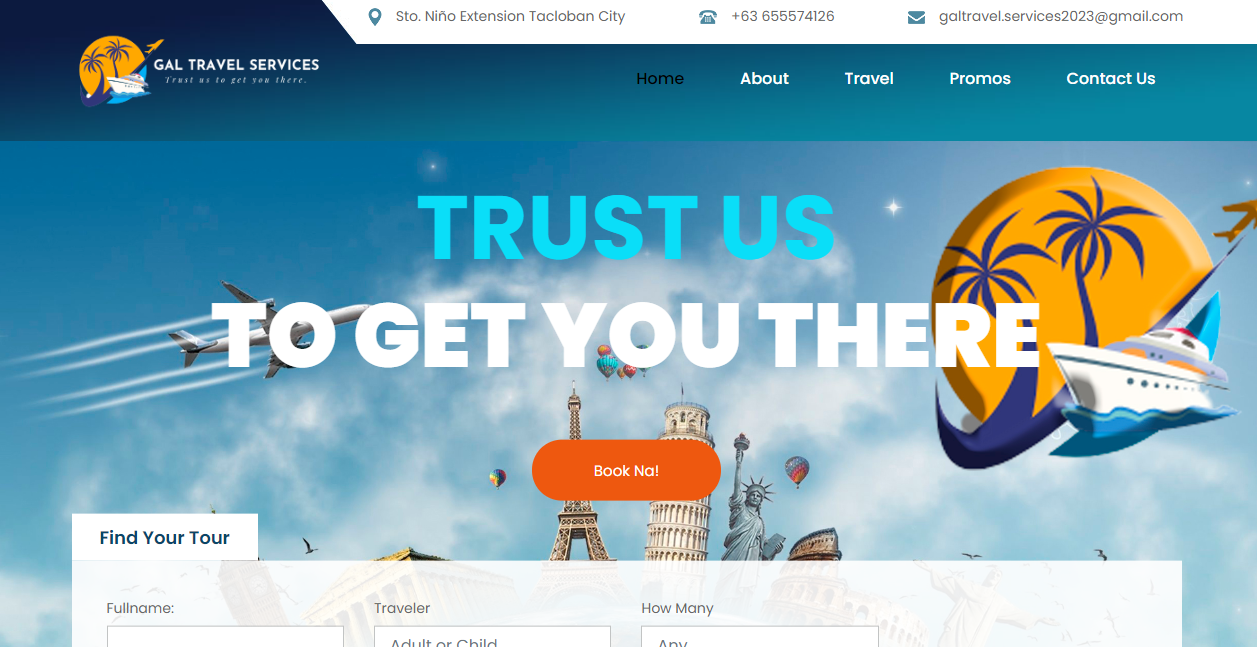 Sto. Niño Extension Tacloban City
+63 655574126
galtravel.services2023@gmail.com
GAL TRAVEL SERVICES
Trust us to get you there.
Home
About
Travel
Promos
Contact Us
TRUST US
TO GET YOU THERE
Book Na!
Find Your Tour
Fullname:
Traveler
How Many
Adult or Child
Any